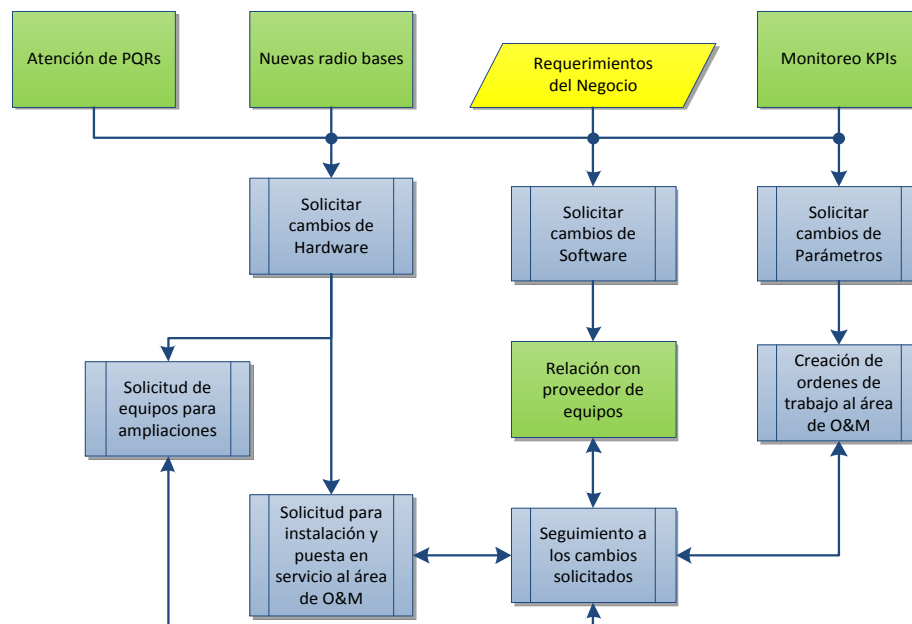 Atención de PQRs
Nuevas radio bases
Requerimientos
del Negocio
Monitoreo KPIs
Solicitar
cambios de
Hardware
Solicitar
cambios de
Software
Solicitar
cambios de
Parámetros
Solicitud de
equipos para
ampliaciones
Relación con
proveedor de
equipos
Creación de
ordenes de
trabajo al área
de O&M
Solicitud para
instalación y
puesta en
servicio al área
de O&M
Seguimiento a
los cambios
solicitados